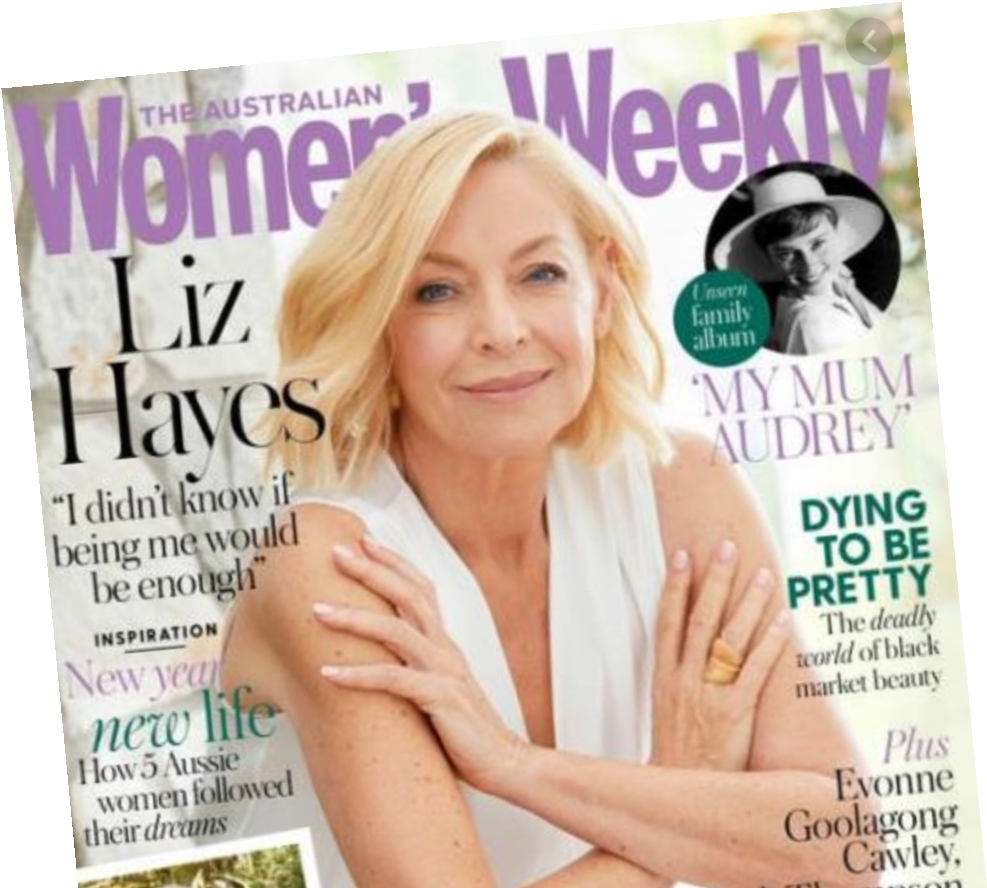 THE AUSTRALIAN
Women's Weekly
Liz
Hayes
"I didn't know if
being me would
be enough"
INSPIRATION
New year
new life
How 5 Aussie
women followed
their dreams
Unseen
family
album
'MY MUM
AUDREY'
DYING
TO BE
PRETTY
The deadly
world of black
market beauty
Plus
Evonne
Goolagong
Cawley,